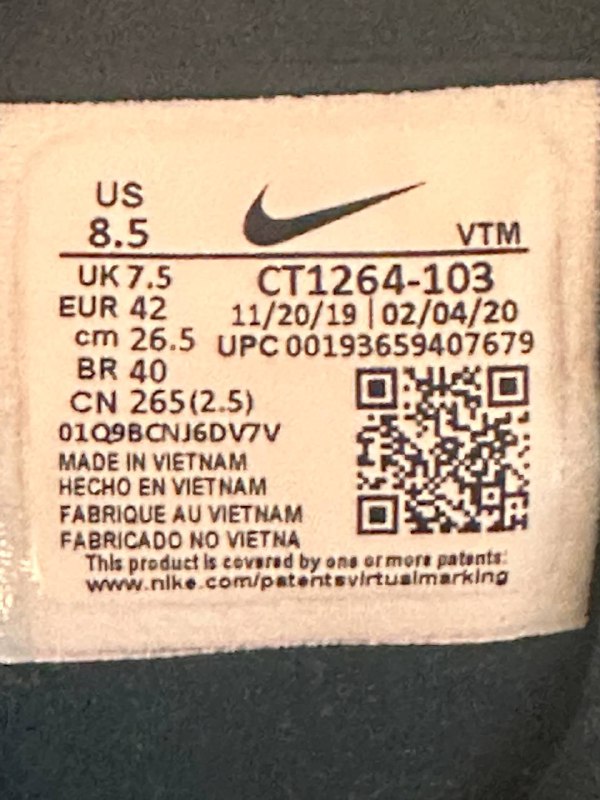 US
8.5
VTM
UK 7.5
EUR 42
cm 26.5
BR 40
CN 265(2.5)
CT1264-103
11/20/19 | 02/04/20
UPC 00193659407679
01Q9BCNJ6DV7V
MADE IN VIETNAM
HECHO EN VIETNAM
FABRIQUE AU VIETNAM
FABRICADO NO VIETNA
This product is covered by one or more patents:
www.nike.com/patentsvirtualmarking